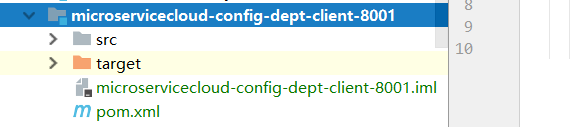 microservicecloud-config-dept-client-8001
src
target
microservicecloud-config-dept-client-8001.iml
pom.xml
8
9
10